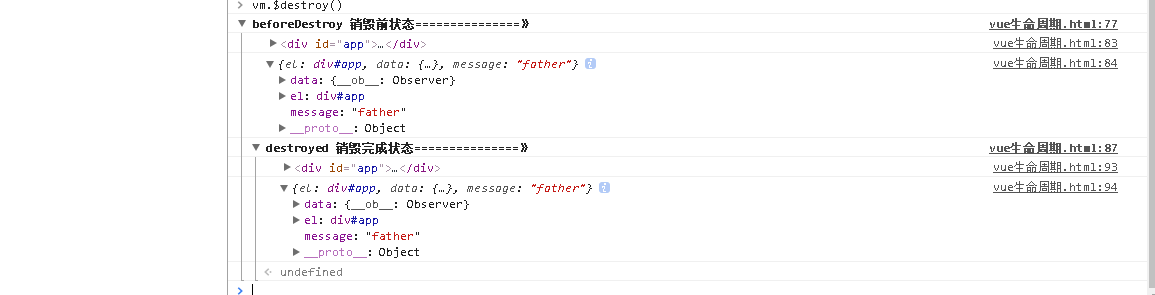 vm.$destroy()
beforeDestroy 销毁前状态===============》 vue生命周期.html:77
<div id="app">…</div> vue生命周期.html:83
{el: div#app, data: {…}, message: "father"} i vue生命周期.html:84
data: {__ob__: Observer}
el: div#app
message: "father"
__proto__: Object
destroyed 销毁完成状态===============》 vue生命周期.html:87
<div id="app">…</div> vue生命周期.html:93
{el: div#app, data: {…}, message: "father"} i vue生命周期.html:94
data: {__ob__: Observer}
el: div#app
message: "father"
__proto__: Object
undefined